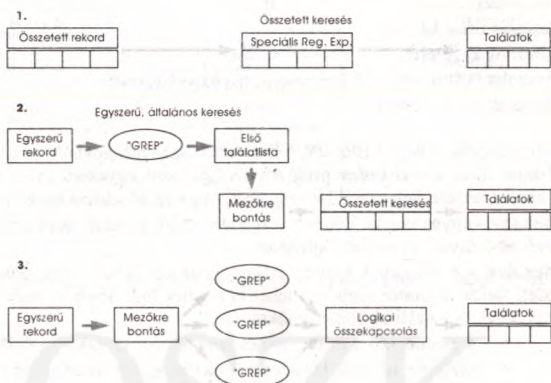 1.
Összetett keresés
Összetett rekord
Speciális Reg. Exp.
Találatok
2.
Egyszerű, általános keresés
Egyszerű
rekord
"GREP"
Első
találatlista
Mezőkre
bontás
Összetett keresés
Találatok
3.
"GREP"
Egyszerű
rekord
Mezőkre
bontás
"GREP"
Logikai
összekapcsolás
Találatok
"GREP"